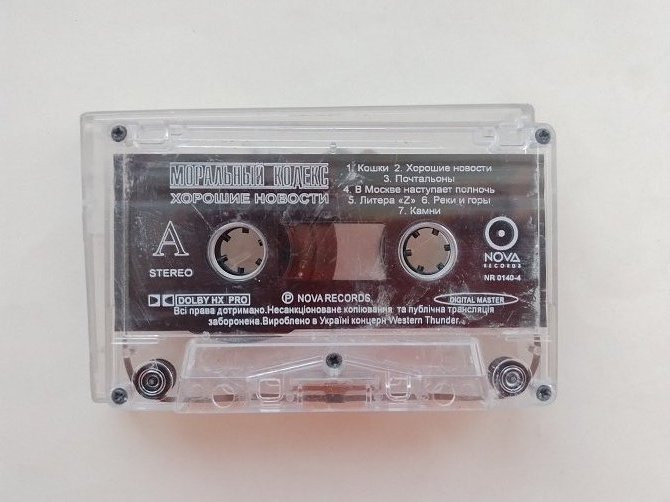 МОРАЛЬНЫЙ КОДЕКС
ХОРОШИЕ НОВОСТИ
1. Кошки 2. Хорошие новости
3. Почтальоны
4. В Москве наступает полночь
5. Литера «Z» 6. Реки и горы
7. Камни
A
STEREO
NOVA
RECORDS
NR 0140-4
DOLBY HX PRO
Ⓟ NOVA RECORDS.
DIGITAL MASTER
Всі права дотримано.Несанкціоноване копіювання та публічна трансляція
заборонена.Вироблено в Україні концерн Western Thunder.